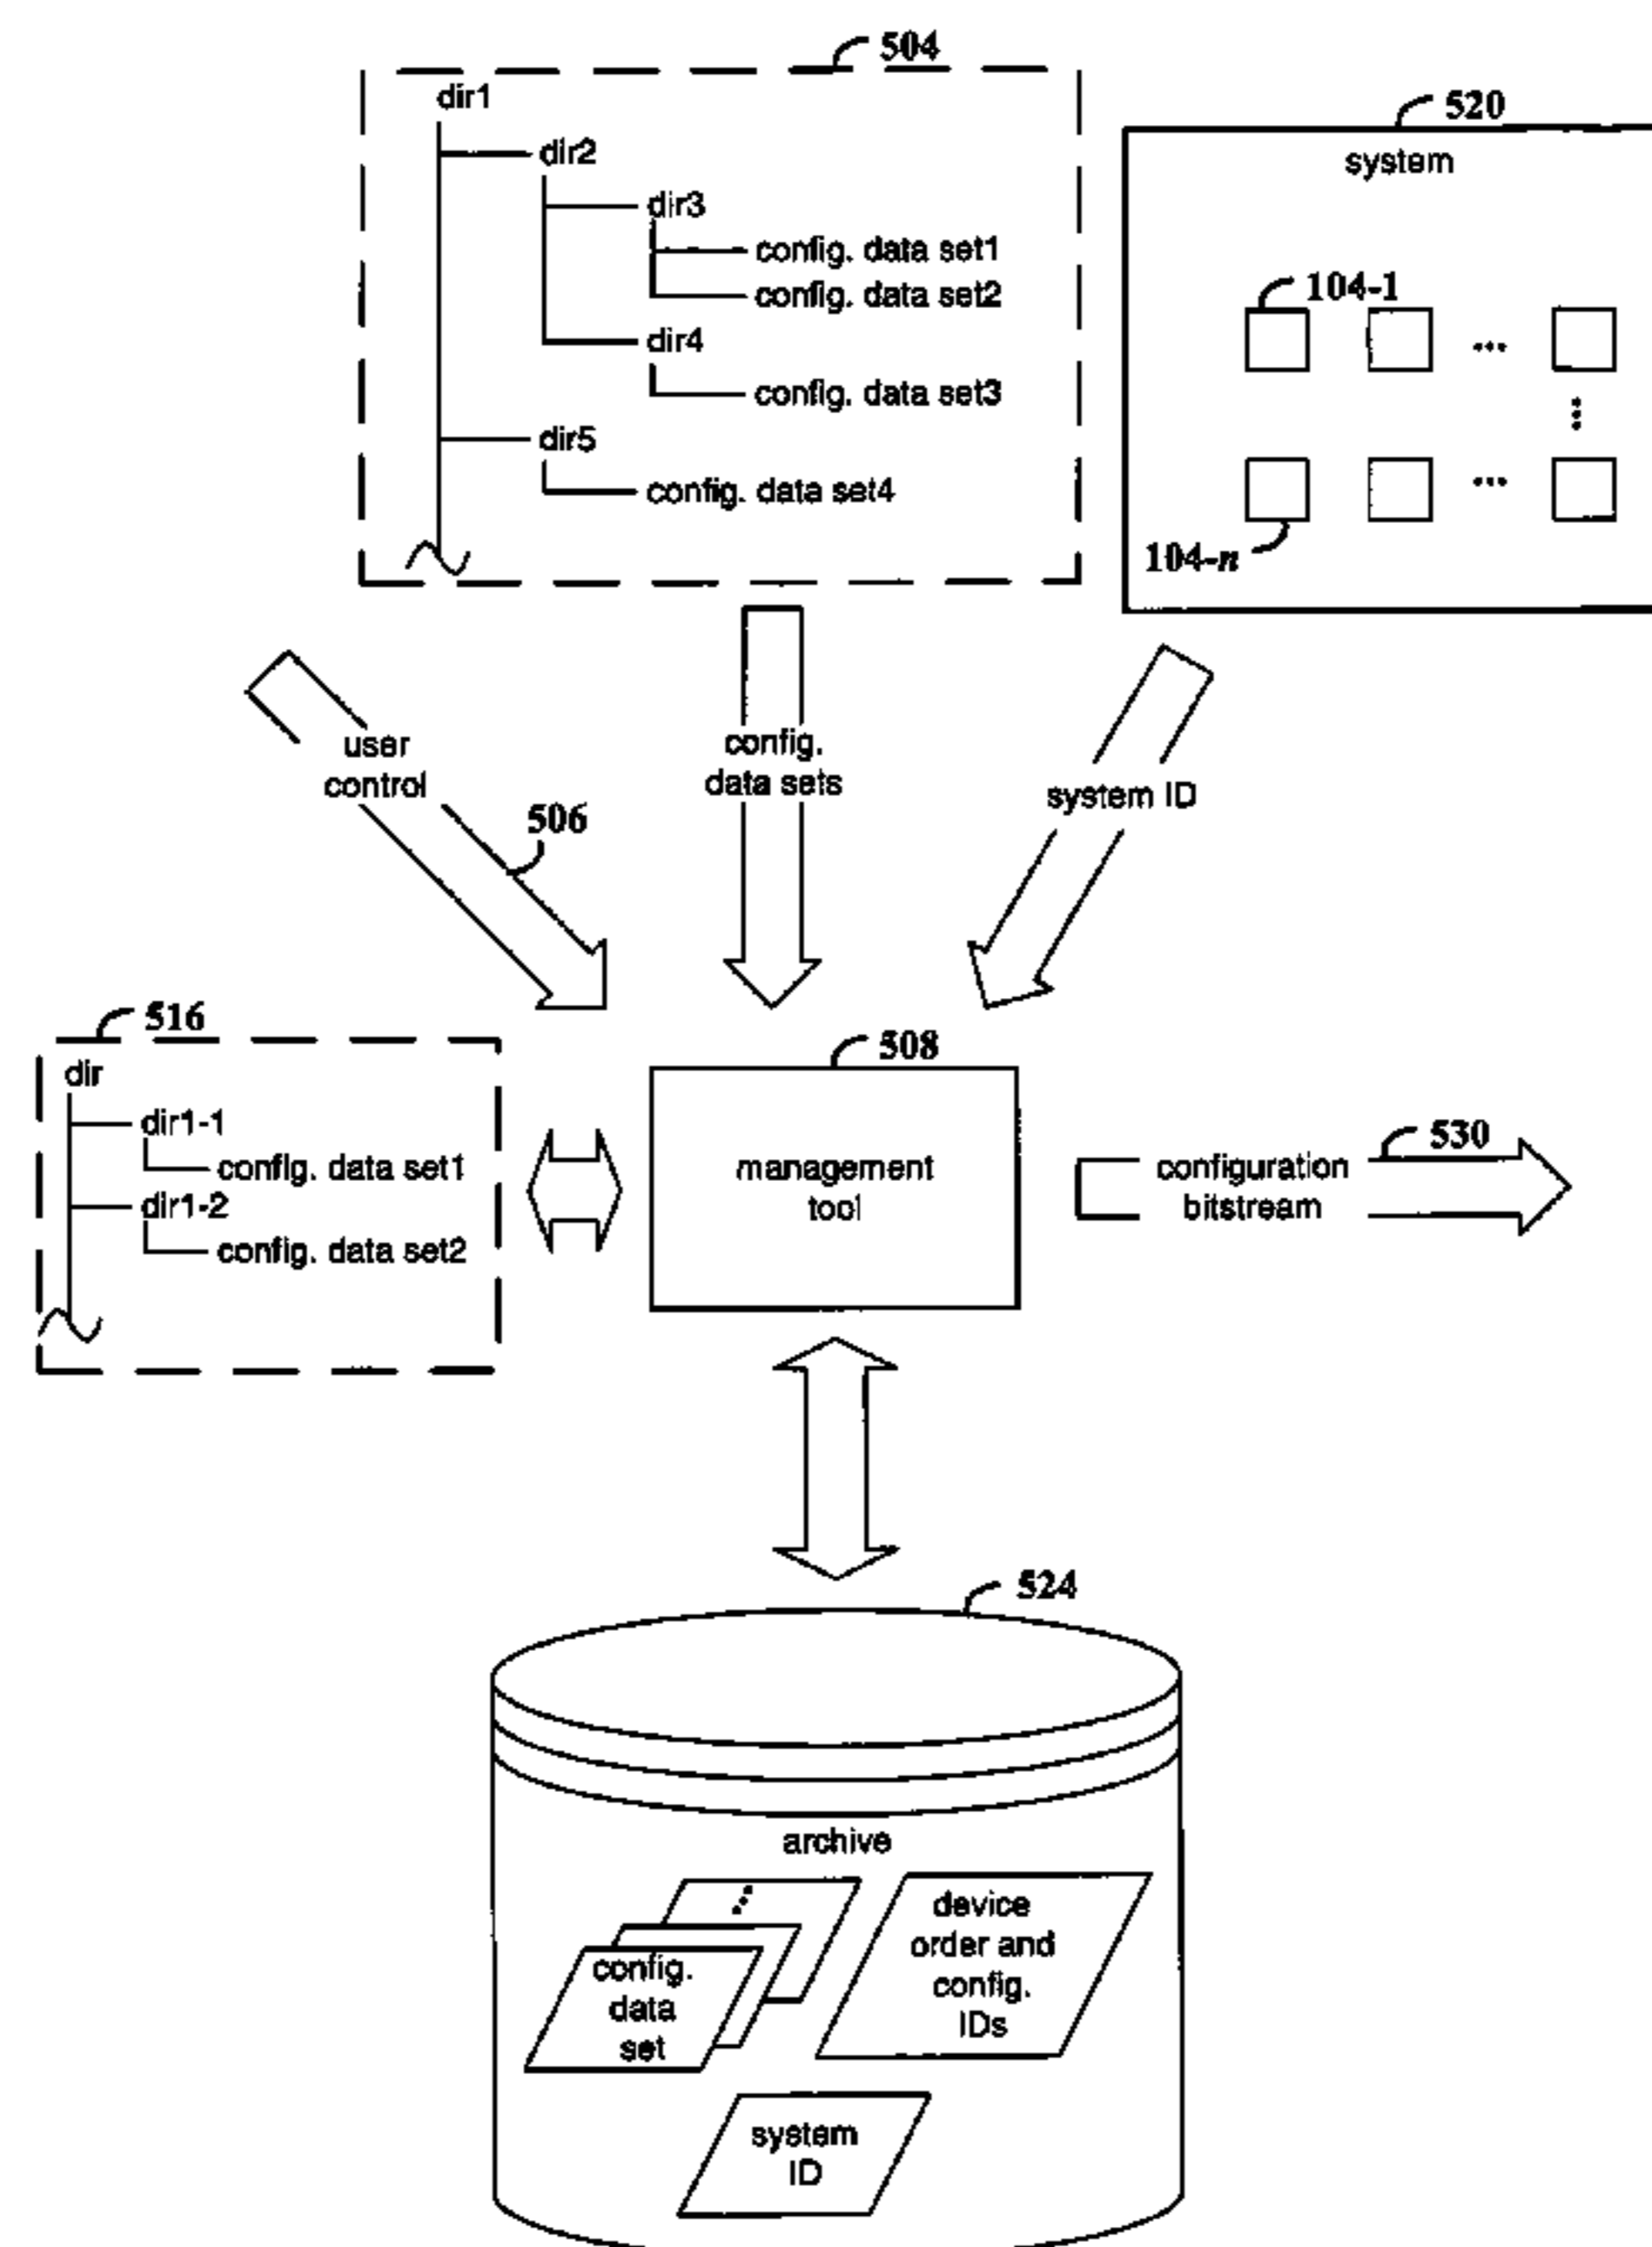 504
dir1
dir2
dir3
config. data set1
config. data set2
dir4
config. data set3
dir5
config. data set4
520
system
104-1
...
...
...
104-n
user
control
506
config.
data sets
system ID
516
dir
dir1-1
config. data set1
dir1-2
config. data set2
508
management
tool
530
configuration
bitstream
524
archive
...
config.
data
set
device
order and
config.
IDs
system
ID